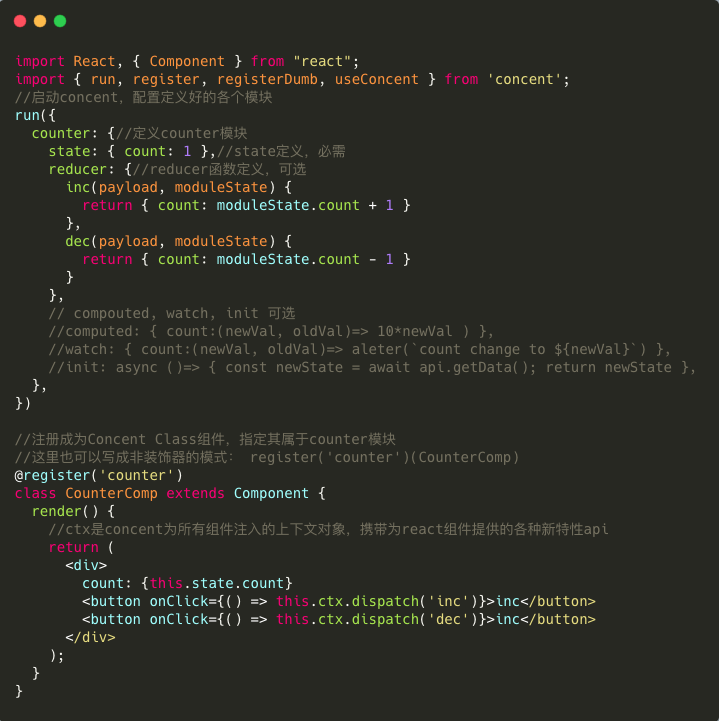 import React, { Component } from "react";
import { run, register, registerDumb, useConcent } from 'concent';
//启动concent，配置定义好的各个模块
run({
  counter: {//定义counter模块
    state: { count: 1 },//state定义，必需
    reducer: {//reducer函数定义，可选
      inc(payload, moduleState) {
        return { count: moduleState.count + 1 }
      },
      dec(payload, moduleState) {
        return { count: moduleState.count - 1 }
      }
    },
    // compouted, watch, init 可选
    //computed: { count:(newVal, oldVal)=> 10*newVal ) },
    //watch: { count:(newVal, oldVal)=> aleter(`count change to ${newVal}`) },
    //init: async ()=> { const newState = await api.getData(); return newState },
  },
})
//注册成为Concent Class组件，指定其属于counter模块
//这里也可以写成非装饰器的模式： register('counter')(CounterComp)
@register('counter')
class CounterComp extends Component {
  render() {
    //ctx是concent为所有组件注入的上下文对象，携带为react组件提供的各种新特性api
    return (
      <div>
        count: {this.state.count}
        <button onClick={() => this.ctx.dispatch('inc')}>inc</button>
        <button onClick={() => this.ctx.dispatch('dec')}>inc</button>
      </div>
    );
  }
}